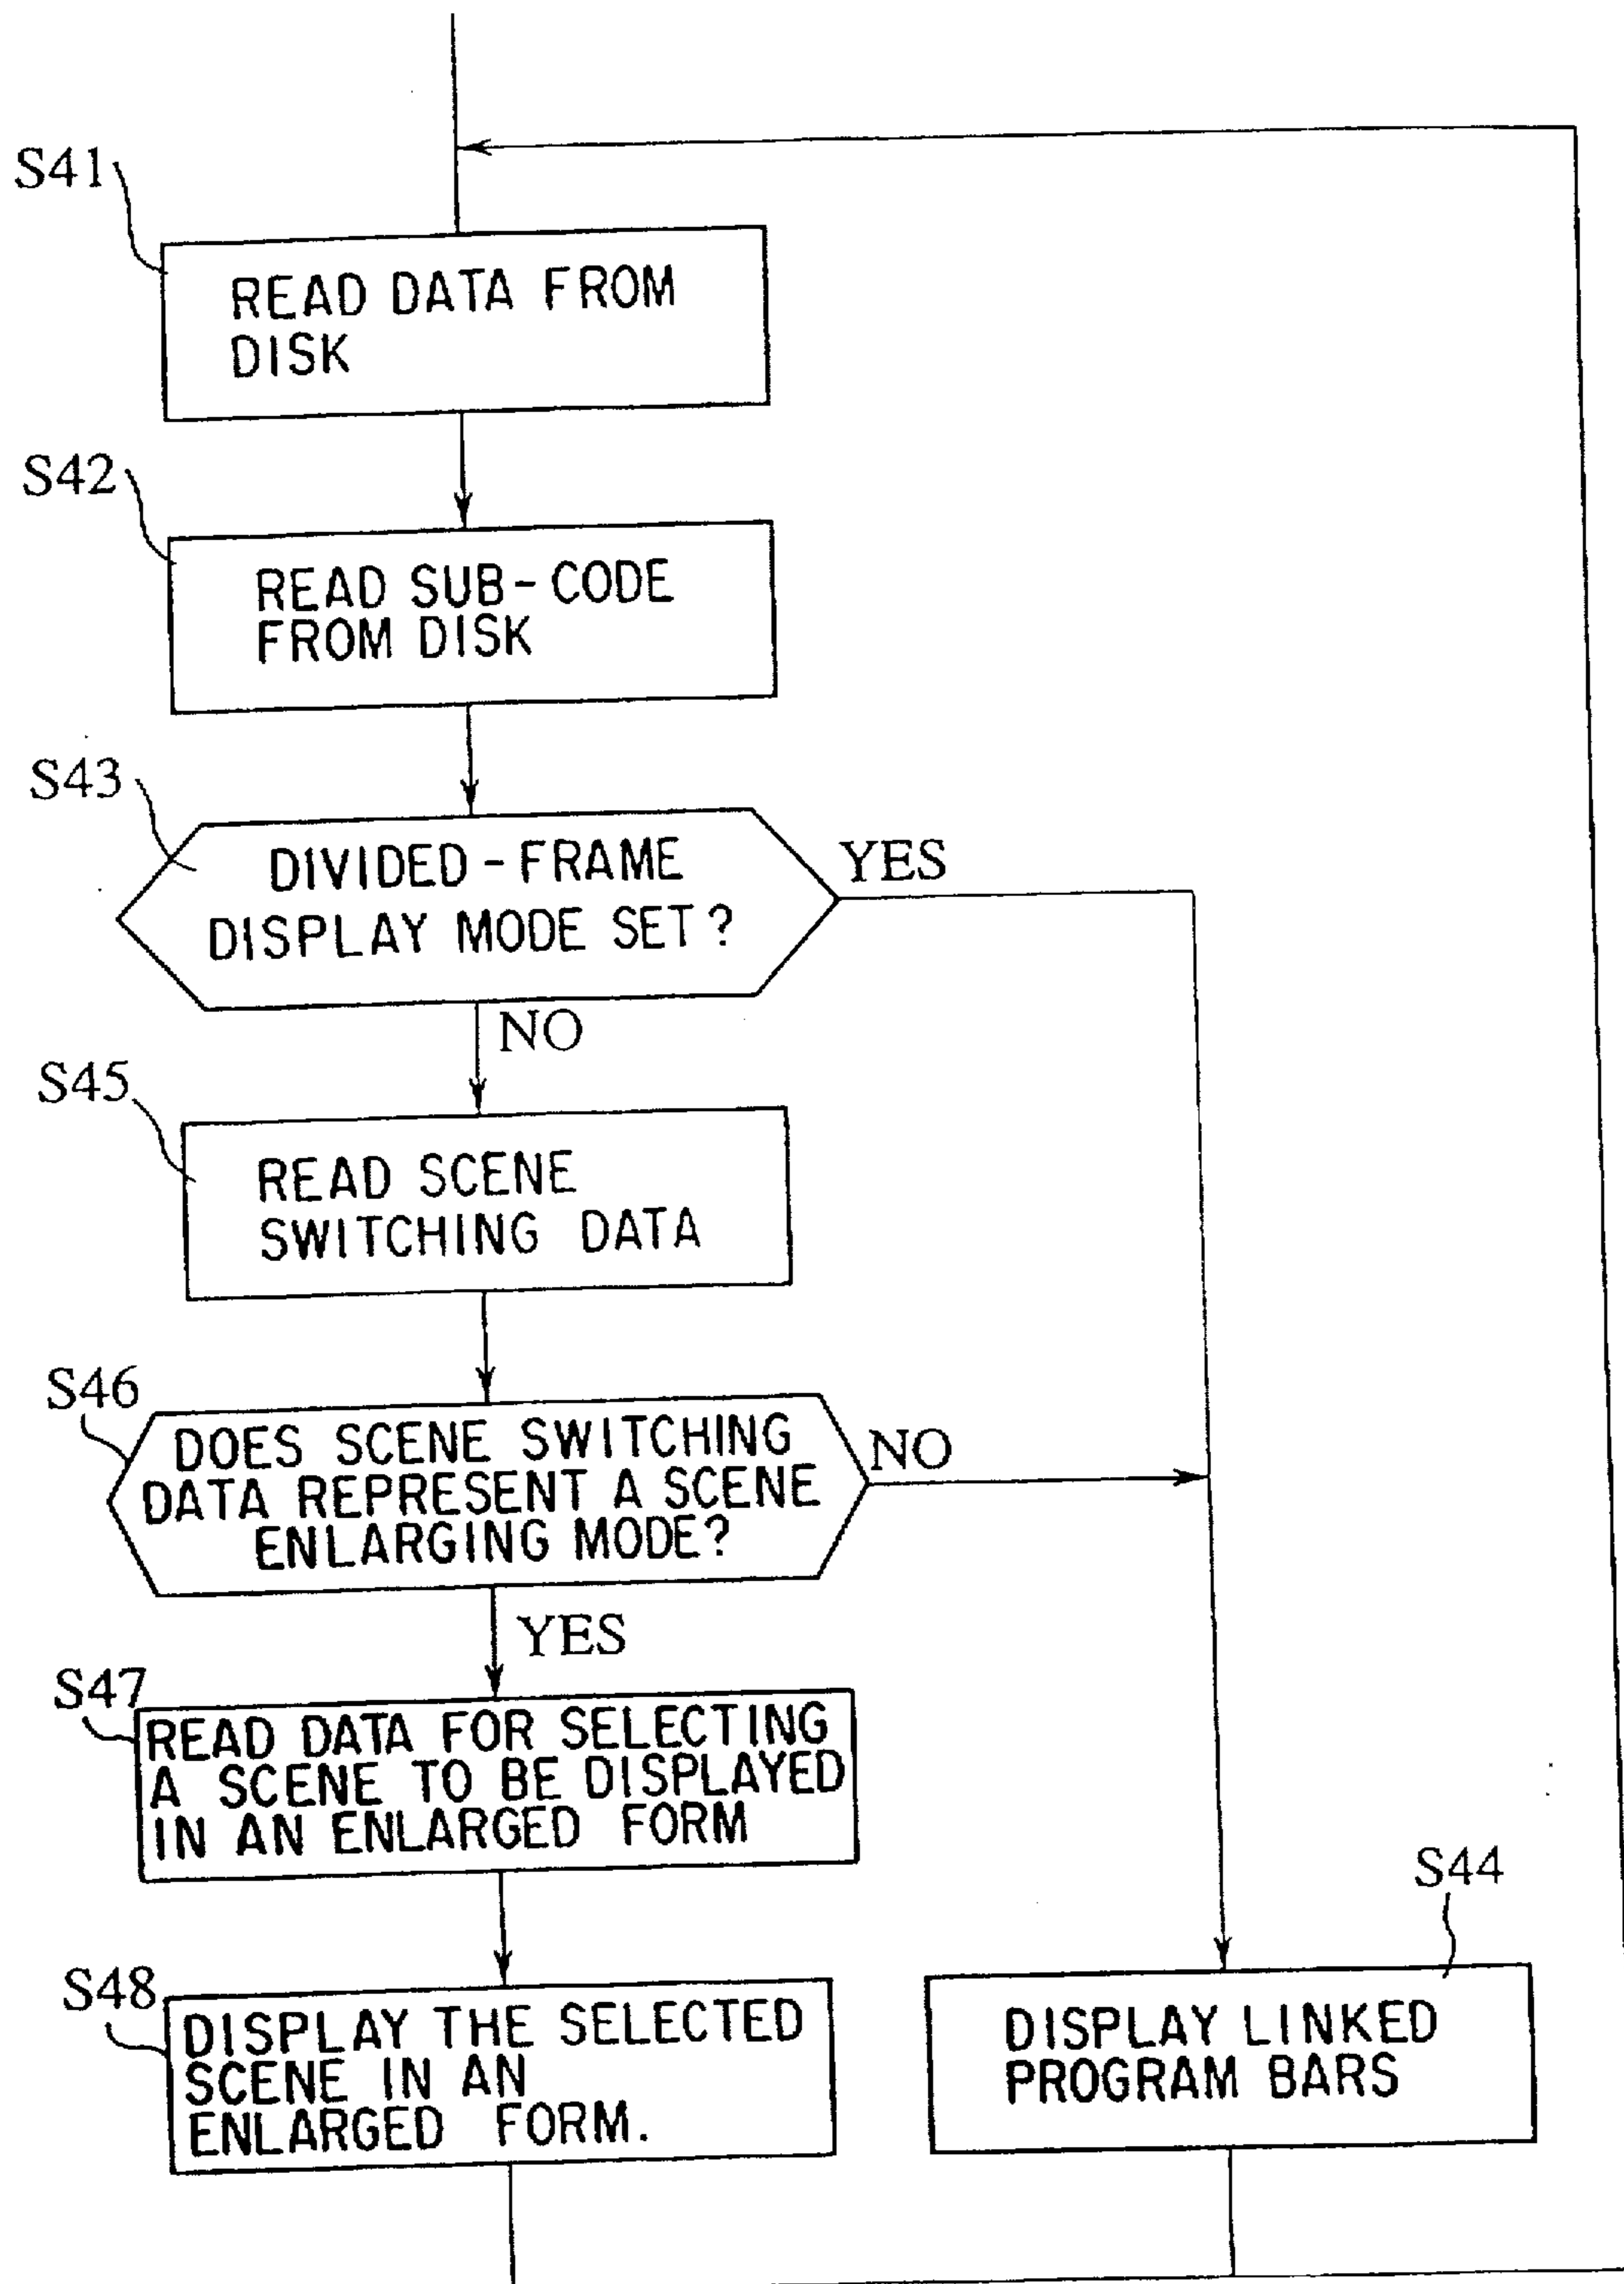 S41
READ DATA FROM
DISK
S42
READ SUB-CODE
FROM DISK
S43
DIVIDED-FRAME
DISPLAY MODE SET?
YES
NO
S45
READ SCENE
SWITCHING DATA
S46
DOES SCENE SWITCHING
DATA REPRESENT A SCENE
ENLARGING MODE?
NO
YES
S47
READ DATA FOR SELECTING
A SCENE TO BE DISPLAYED
IN AN ENLARGED FORM
S48
DISPLAY THE SELECTED
SCENE IN AN
ENLARGED FORM.
S44
DISPLAY LINKED
PROGRAM BARS